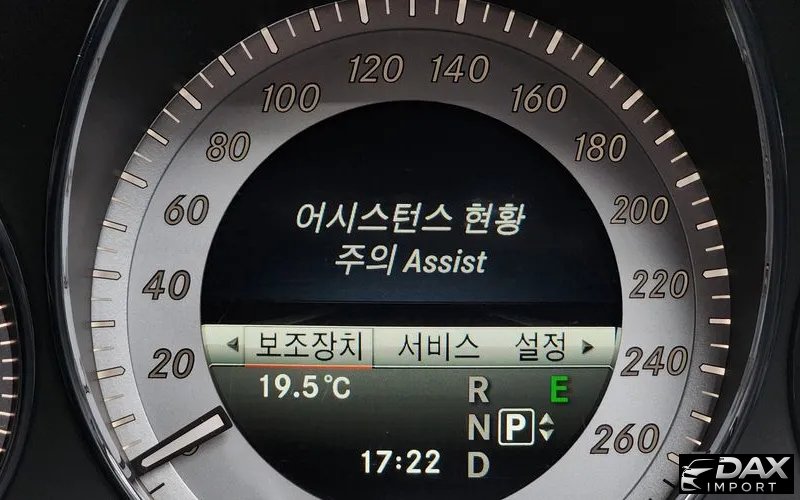 120 140
100 160
80 180
60 200
어시스턴스 현황
주의 Assist
40 220
보조장치 서비스 설정
20 240
19.5°C
R E
N P
260
17:22 D
DAX
IMPORT